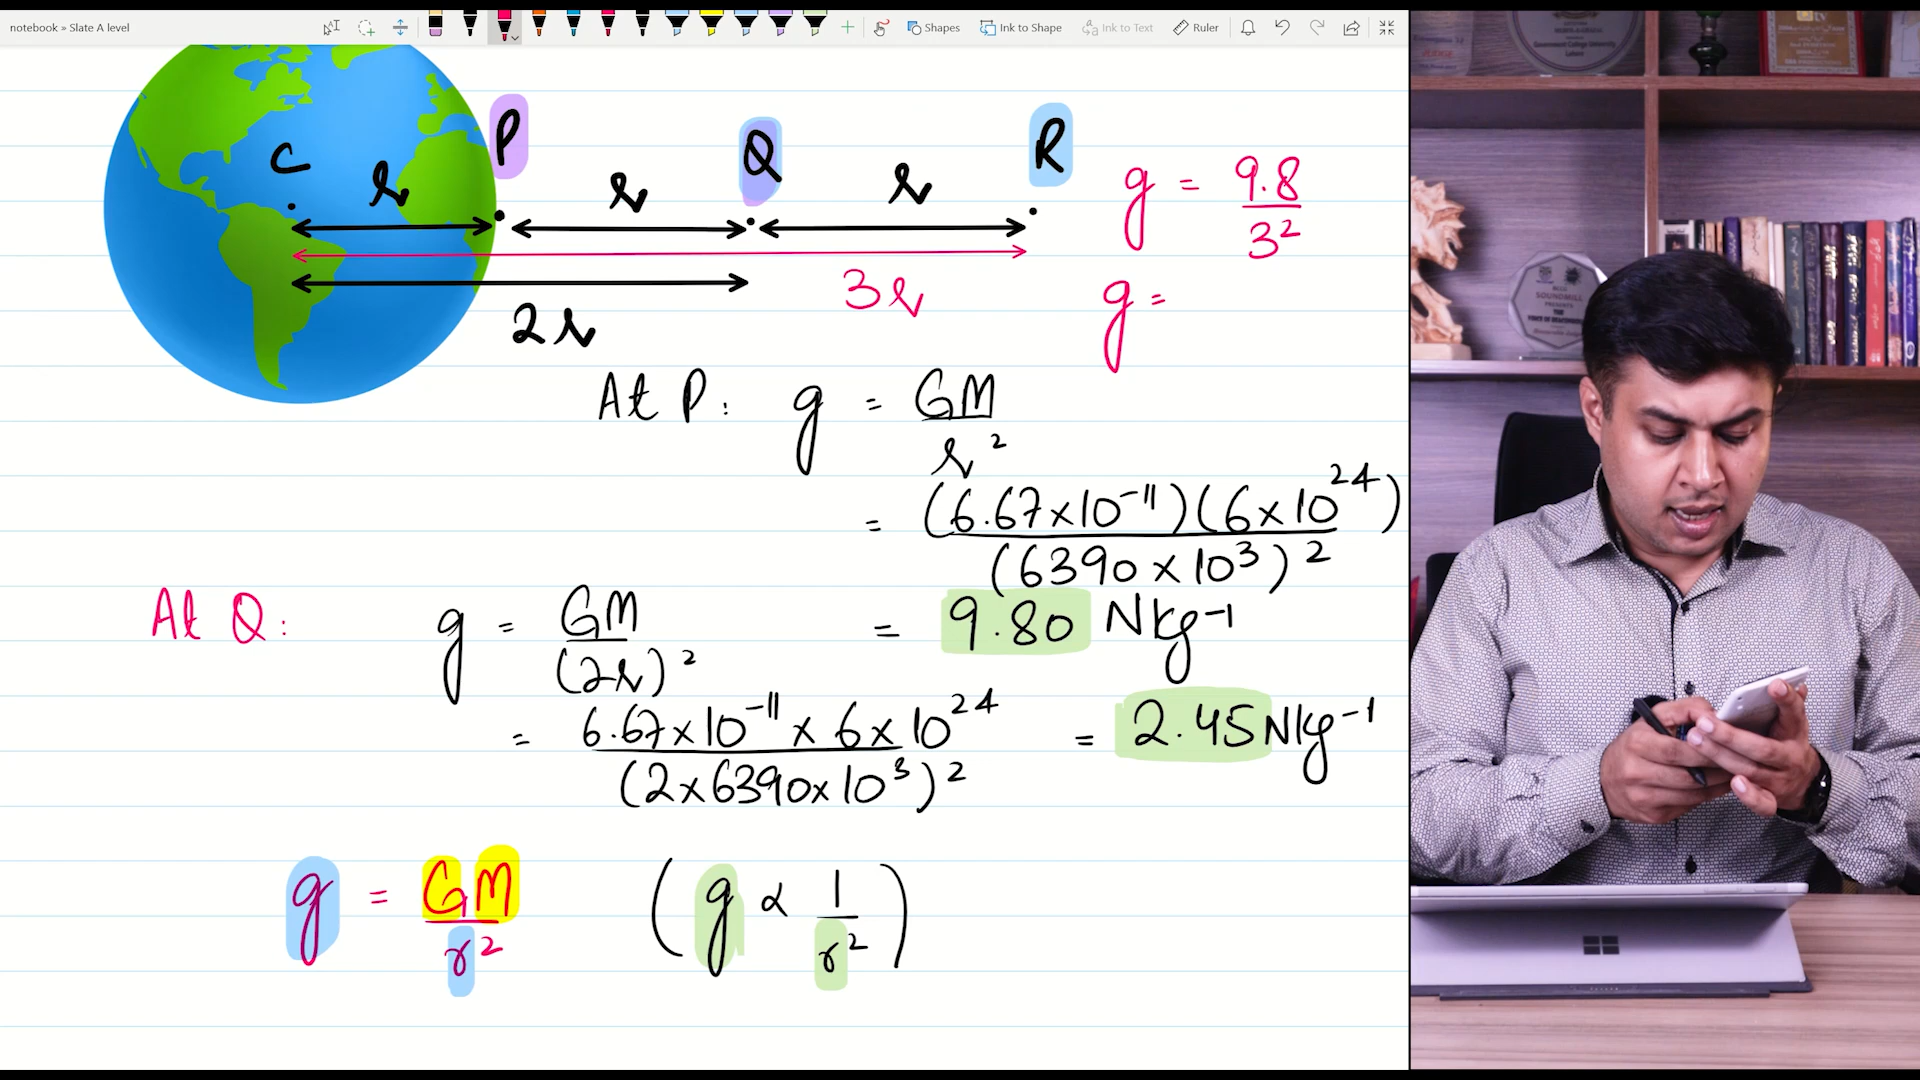 notebook » Slate A level
Shapes
Ink to Shape
Ink to Text
Ruler
C
r
P
r
Q
r
R
g = 9.8 / 3²
3r
g =
2r
At P: g = GM / r²
= (6.67×10⁻¹¹)(6×10²⁴) / (6390×10³)²
= 9.80 Nkg⁻¹
At Q: g = GM / (2r)²
= 6.67×10⁻¹¹ × 6×10²⁴ / (2×6390×10³)² = 2.45 Nkg⁻¹
g = GM / r² (g ∝ 1 / r²)
SOUNDMILL